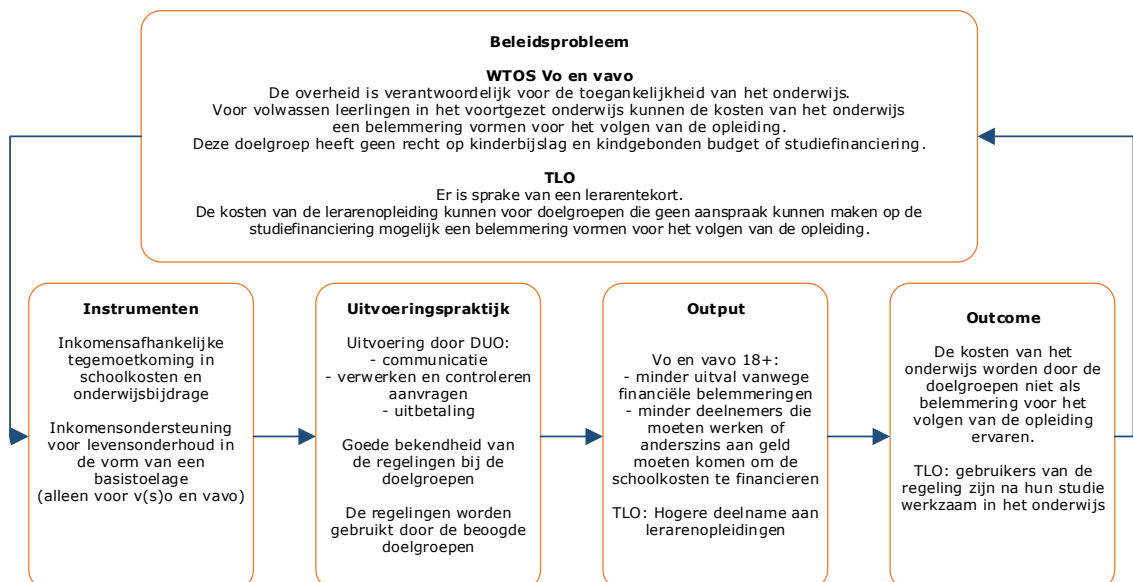 Beleidsprobleem
WTOS Vo en vavo
De overheid is verantwoordelijk voor de toegankelijkheid van het onderwijs.
Voor volwassen leerlingen in het voortgezet onderwijs kunnen de kosten van het onderwijs
een belemmering vormen voor het volgen van de opleiding.
Deze doelgroep heeft geen recht op kinderbijslag en kindgebonden budget of studiefinanciering.
TLO
Er is sprake van een lerarentekort.
De kosten van de lerarenopleiding kunnen voor doelgroepen die geen aanspraak kunnen maken op de
studiefinanciering mogelijk een belemmering vormen voor het volgen van de opleiding.
Instrumenten
Inkomensafhankelijke
tegemoetkoming in
schoolkosten en
onderwijsbijdrage
Inkomensondersteuning
voor levensonderhoud in
de vorm van een
basistoelage
(alleen voor v(s)o en vavo)
Uitvoeringspraktijk
Uitvoering door DUO:
- communicatie
- verwerken en controleren
aanvragen
- uitbetaling
Goede bekendheid van
de regelingen bij de
doelgroepen
De regelingen worden
gebruikt door de beoogde
doelgroepen
Output
Vo en vavo 18+:
- minder uitval vanwege
financiële belemmeringen
- minder deelnemers die
moeten werken of
anderszins aan geld
moeten komen om de
schoolkosten te financieren
TLO: Hogere deelname aan
lerarenopleidingen
Outcome
De kosten van het
onderwijs worden door de
doelgroepen niet als
belemmering voor het
volgen van de opleiding
ervaren.
TLO: gebruikers van de
regeling zijn na hun studie
werkzaam in het onderwijs